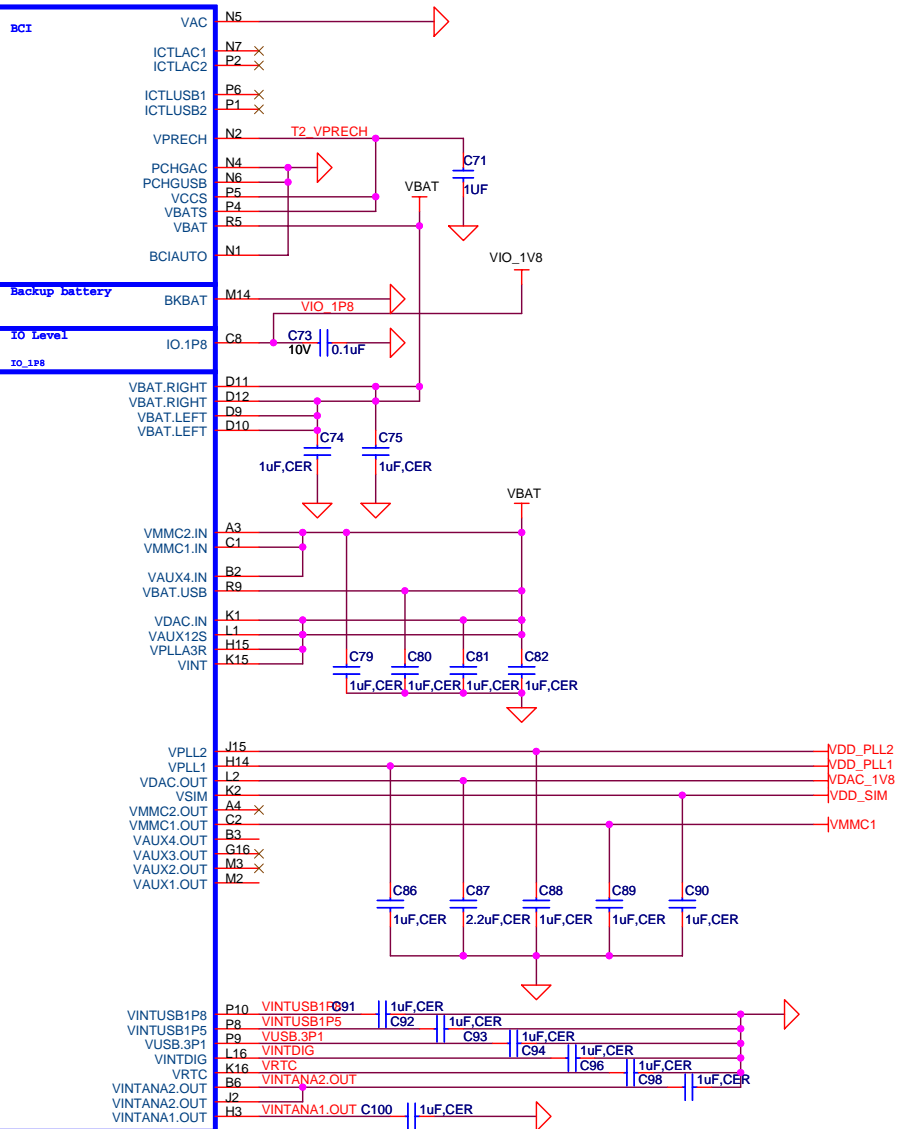 BCI
VAC N5
ICTLAC1 N7
ICTLAC2 P2
ICTLUSB1 P6
ICTLUSB2 P1
VPRECH N2 T2_VPRECH
C71
1UF
PCHGAC N4
PCHGUSB N6
VCCS P5
VBATS P4
VBAT R5
VBAT
BCIAUTO N1
VIO_1V8
Backup battery
BKBAT M14
VIO_1P8
IO Level
IO.1P8 C8
C73
10V 0.1uF
IO_1P8
VBAT.RIGHT D11
VBAT.RIGHT D12
VBAT.LEFT D9
VBAT.LEFT D10
C74 C75
1uF,CER 1uF,CER
VBAT
VMMC2.IN A3
VMMC1.IN C1
VAUX4.IN B2
VBAT.USB R9
VDAC.IN K1
VAUX12S L1
VPLLA3R H15
VINT K15
C79 C80 C81 C82
1uF,CER 1uF,CER 1uF,CER 1uF,CER
VPLL2 J15 VDD_PLL2
VPLL1 H14 VDD_PLL1
VDAC.OUT L2 VDAC_1V8
VSIM K2 VDD_SIM
VMMC2.OUT A4
VMMC1.OUT C2 VMMC1
VAUX4.OUT B3
VAUX3.OUT G16
VAUX2.OUT M3
VAUX1.OUT M2
C86 C87 C88 C89 C90
1uF,CER 2.2uF,CER 1uF,CER 1uF,CER 1uF,CER
VINTUSB1P8 P10 VINTUSB1P8 C91 1uF,CER
VINTUSB1P5 P8 VINTUSB1P5 C92 1uF,CER
VUSB.3P1 P9 VUSB.3P1 C93 1uF,CER
VINTDIG L16 VINTDIG C94 1uF,CER
VRTC K16 VRTC C96 1uF,CER
VINTANA2.OUT B6 VINTANA2.OUT C98 1uF,CER
VINTANA2.OUT J2
VINTANA1.OUT H3 VINTANA1.OUT C100 1uF,CER